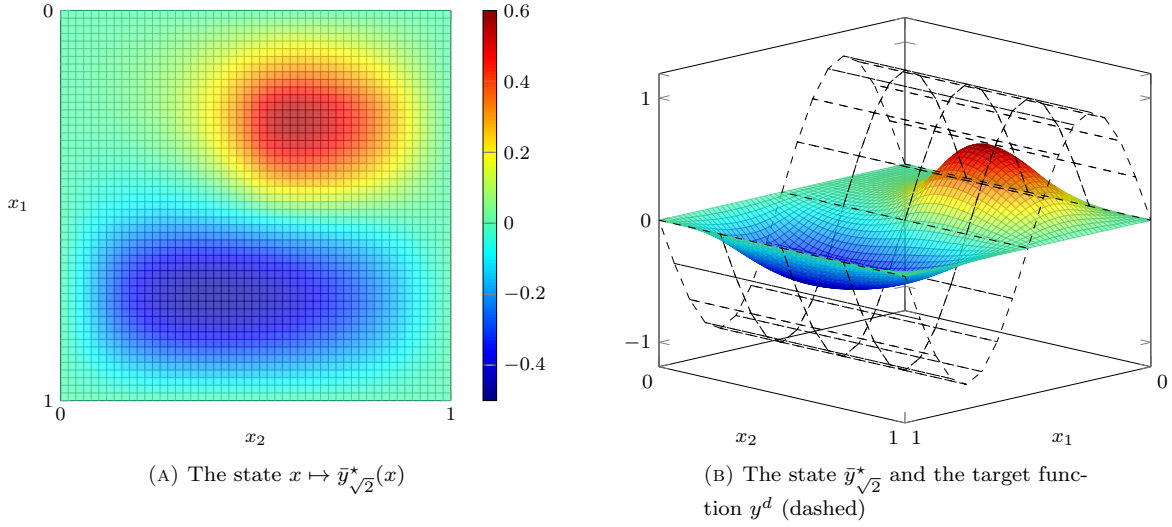 0
x₁
1
0
1
x₂
0.6
0.4
0.2
0
−0.2
−0.4
1
0
−1
0
1
1
0
x₂
x₁
(A) The state x ↦ ȳ⋆√2(x)
(B) The state ȳ⋆√2 and the target func-
tion yᵈ (dashed)